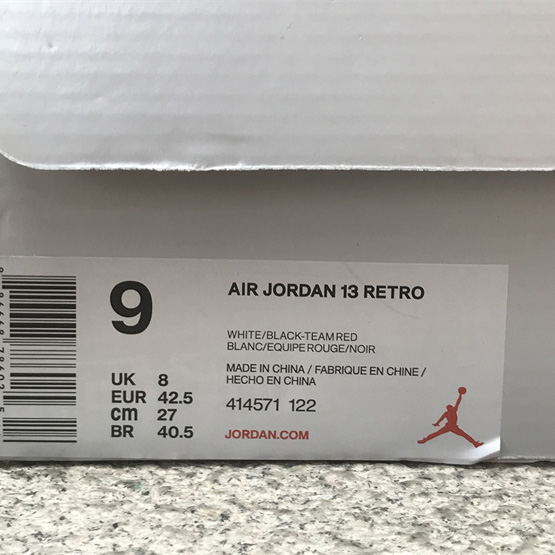 9
AIR JORDAN 13 RETRO
WHITE/BLACK-TEAM RED
BLANC/EQUIPE ROUGE/NOIR
MADE IN CHINA / FABRIQUE EN CHINE /
HECHO EN CHINA
414571 122
JORDAN.COM
UK 8
EUR 42.5
cm 27
BR 40.5